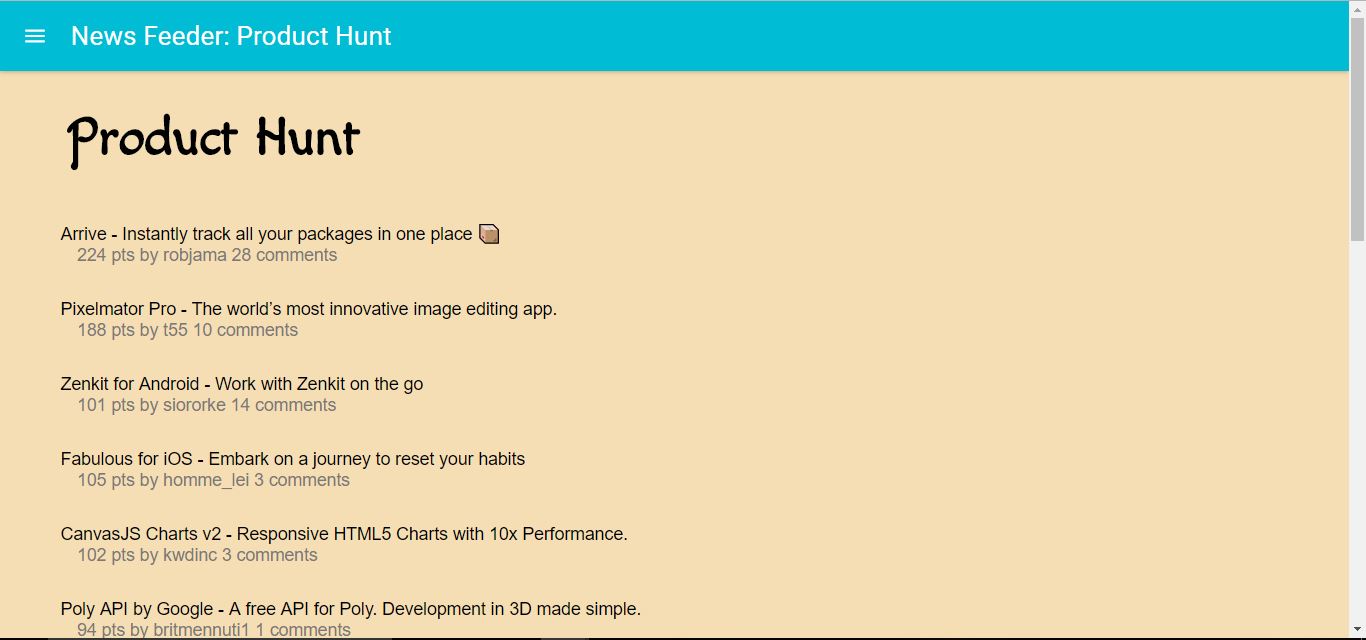 News Feeder: Product Hunt
Product Hunt
Arrive - Instantly track all your packages in one place 📦
224 pts by robjama 28 comments
Pixelmator Pro - The world’s most innovative image editing app.
188 pts by t55 10 comments
Zenkit for Android - Work with Zenkit on the go
101 pts by siororke 14 comments
Fabulous for iOS - Embark on a journey to reset your habits
105 pts by homme_lei 3 comments
CanvasJS Charts v2 - Responsive HTML5 Charts with 10x Performance.
102 pts by kwdinc 3 comments
Poly API by Google - A free API for Poly. Development in 3D made simple.
94 pts by britmennuti1 1 comments